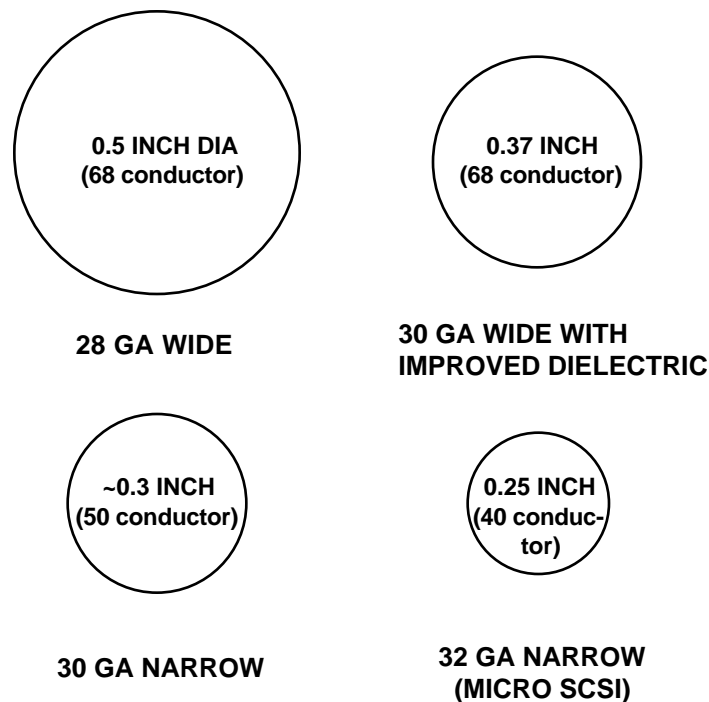 0.5 INCH DIA
(68 conductor)
28 GA WIDE
0.37 INCH
(68 conductor)
30 GA WIDE WITH
IMPROVED DIELECTRIC
~0.3 INCH
(50 conductor)
30 GA NARROW
0.25 INCH
(40 conduc-
tor)
32 GA NARROW
(MICRO SCSI)